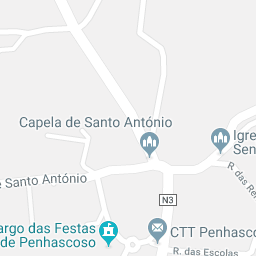 Capela de Santo António
Igre
Sen
R. das Re
e Santo António
N3
argo das Festas
de Penhascoso
CTT Penhasco
R. das Escolas